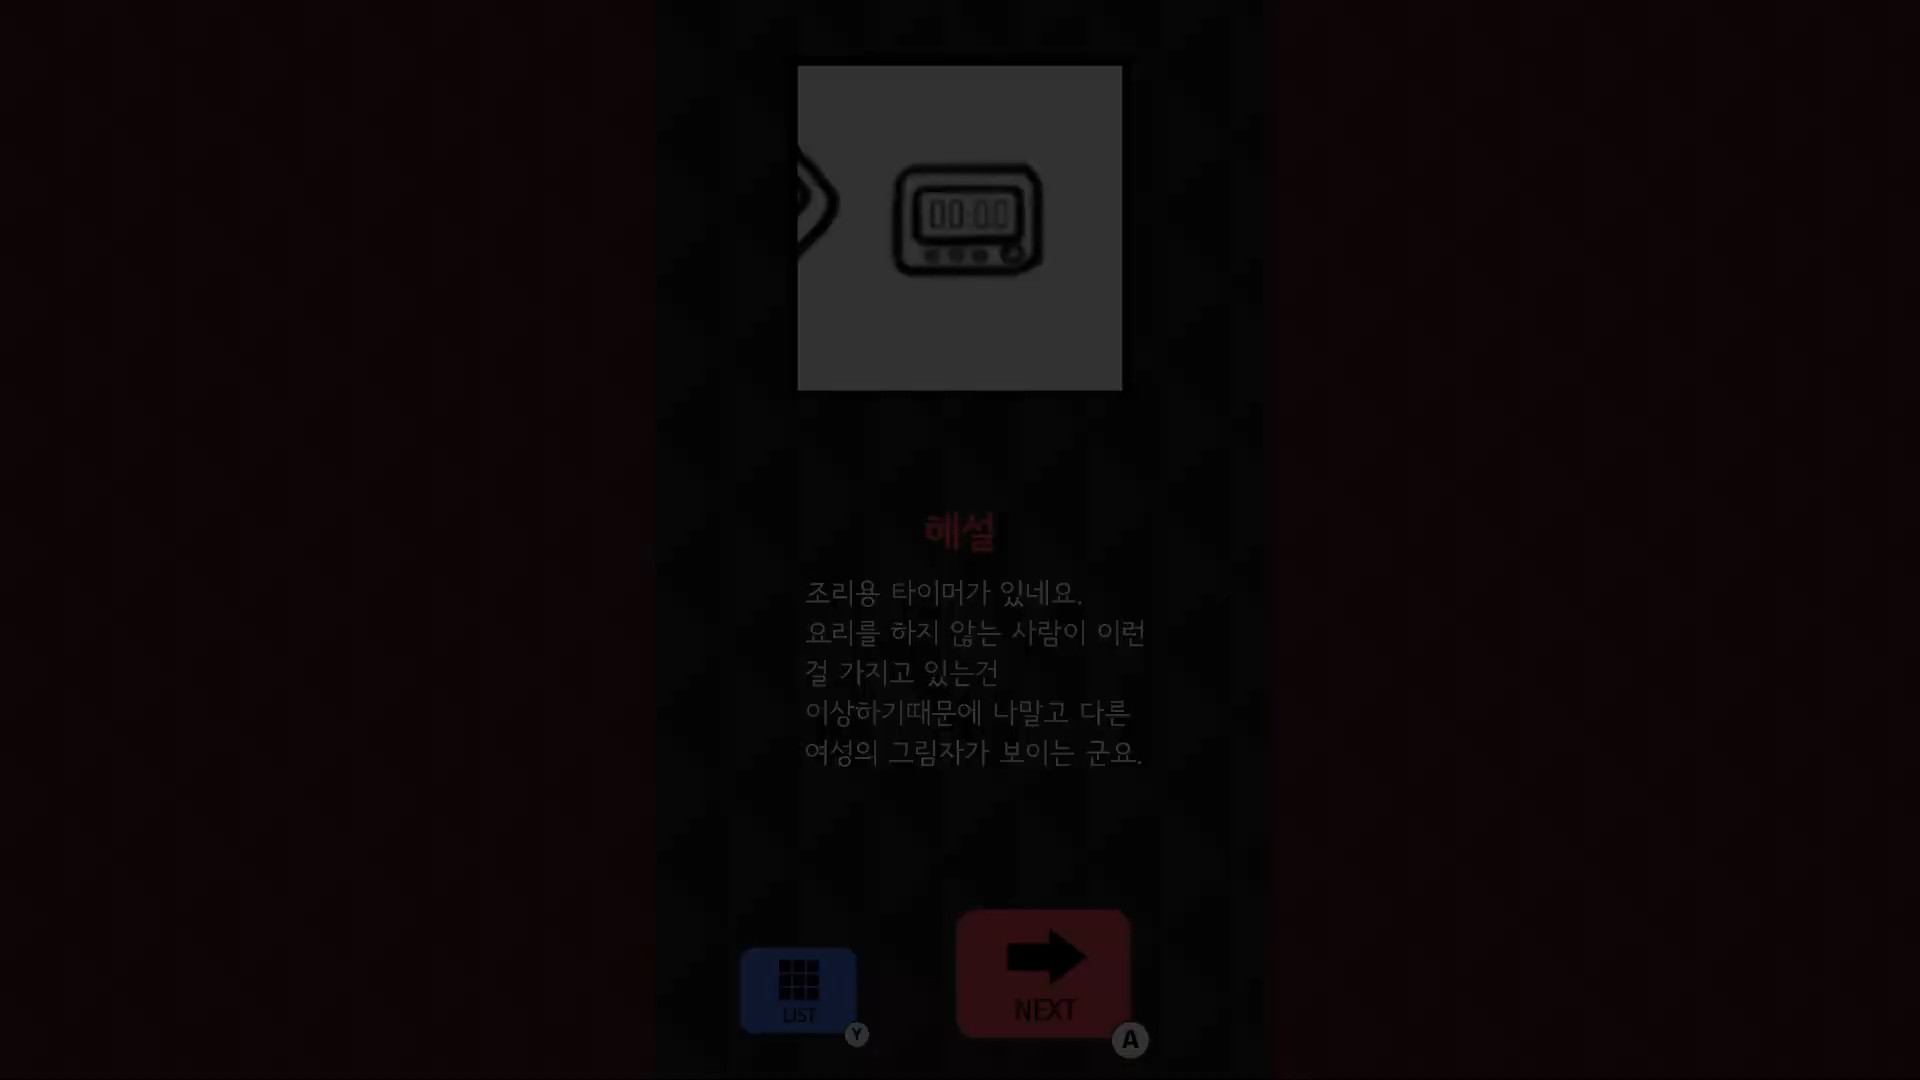 00:00
해설
조리용 타이머가 있네요.
요리를 하지 않는 사람이 이런
걸 가지고 있는건
이상하기때문에 나말고 다른
여성의 그림자가 보이는 군요.
LIST
Y
NEXT
A